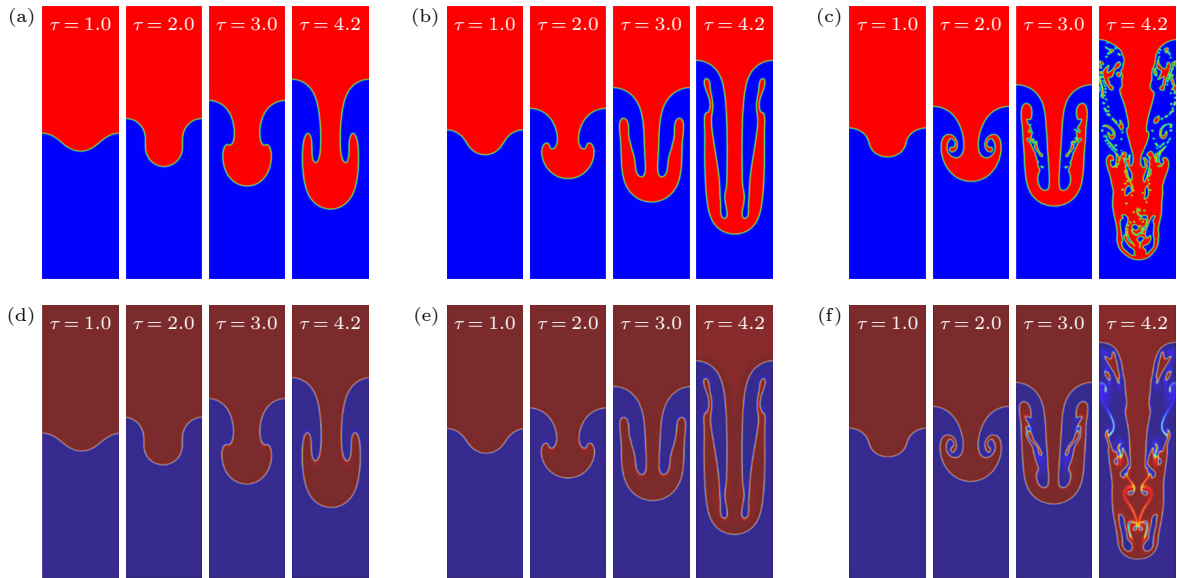 (a) τ = 1.0 τ = 2.0 τ = 3.0 τ = 4.2 (b) τ = 1.0 τ = 2.0 τ = 3.0 τ = 4.2 (c) τ = 1.0 τ = 2.0 τ = 3.0 τ = 4.2
(d) τ = 1.0 τ = 2.0 τ = 3.0 τ = 4.2 (e) τ = 1.0 τ = 2.0 τ = 3.0 τ = 4.2 (f) τ = 1.0 τ = 2.0 τ = 3.0 τ = 4.2